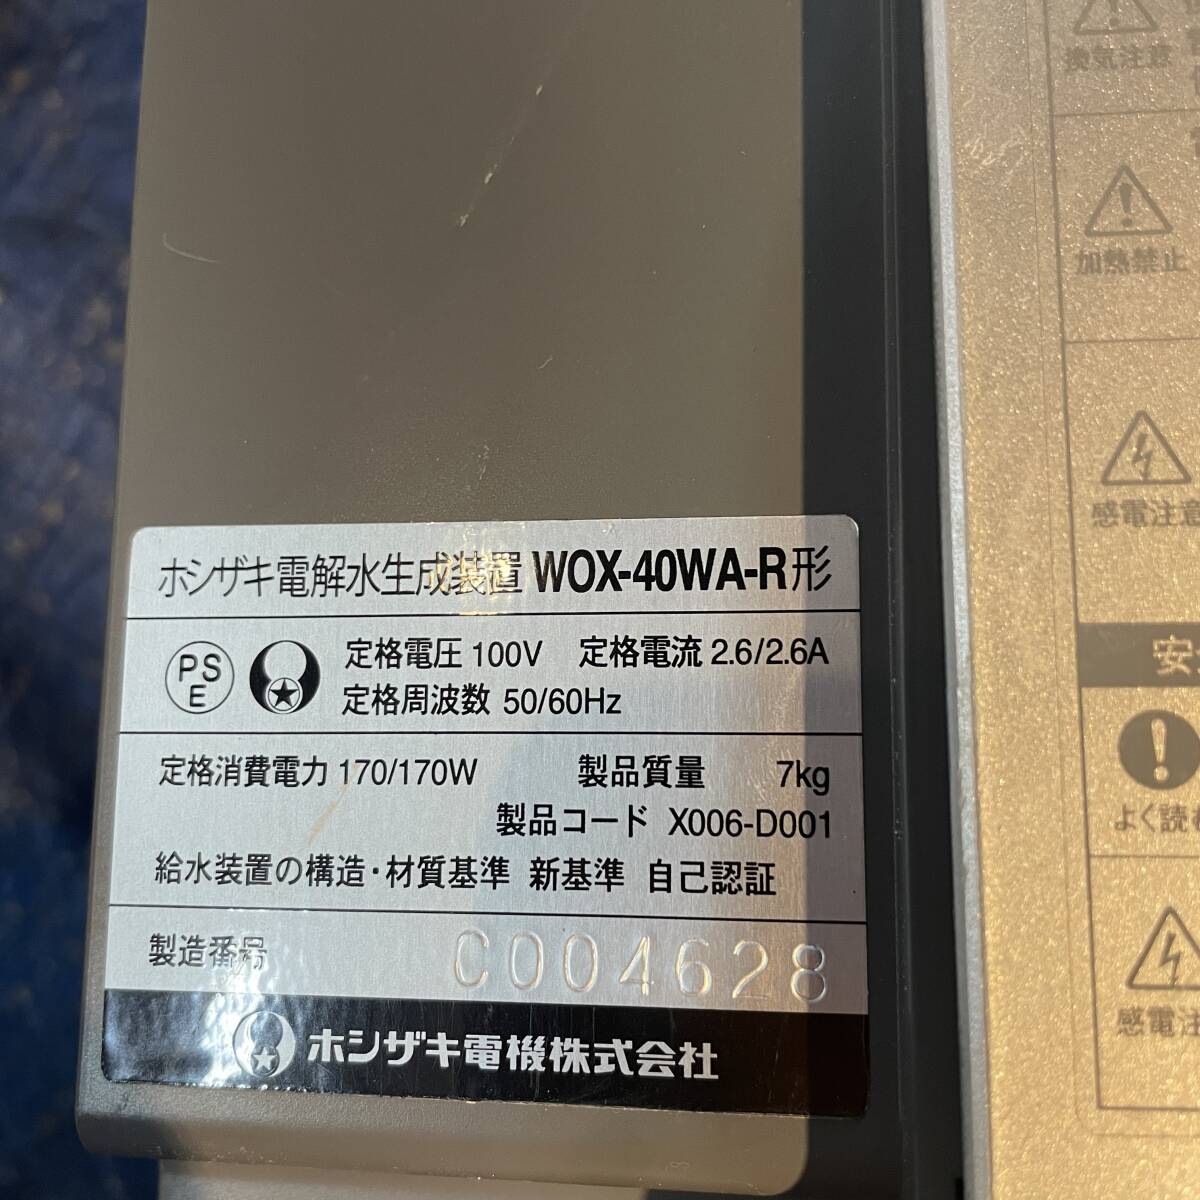 ホシザキ電解水生成装置 WOX-40WA-R形
PS
E
定格電圧 100V 定格電流 2.6/2.6A
定格周波数 50/60Hz
定格消費電力 170/170W 製品質量 7kg
製品コード X006-D001
給水装置の構造・材質基準 新基準 自己認証
製造番号 C004628
ホシザキ電機株式会社
換気注意
加熱禁止
感電注意
安
よく読
感電注